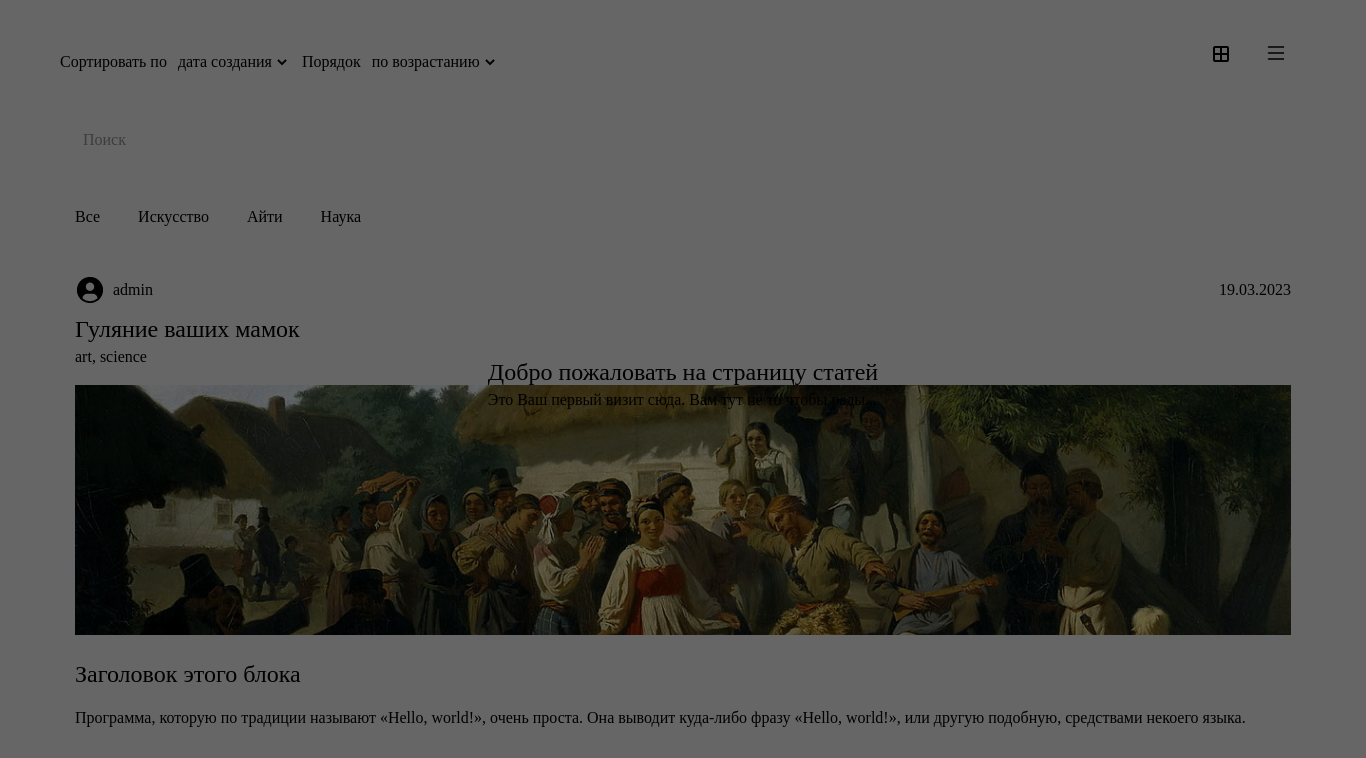 Сортировать по дата создания Порядок по возрастанию
Поиск
Все Искусство Айти Наука
admin 19.03.2023
Гуляние ваших мамок
art, science
Добро пожаловать на страницу статей
Это Ваш первый визит сюда. Вам тут не то чтобы рады
Заголовок этого блока
Программа, которую по традиции называют «Hello, world!», очень проста. Она выводит куда-либо фразу «Hello, world!», или другую подобную, средствами некоего языка.